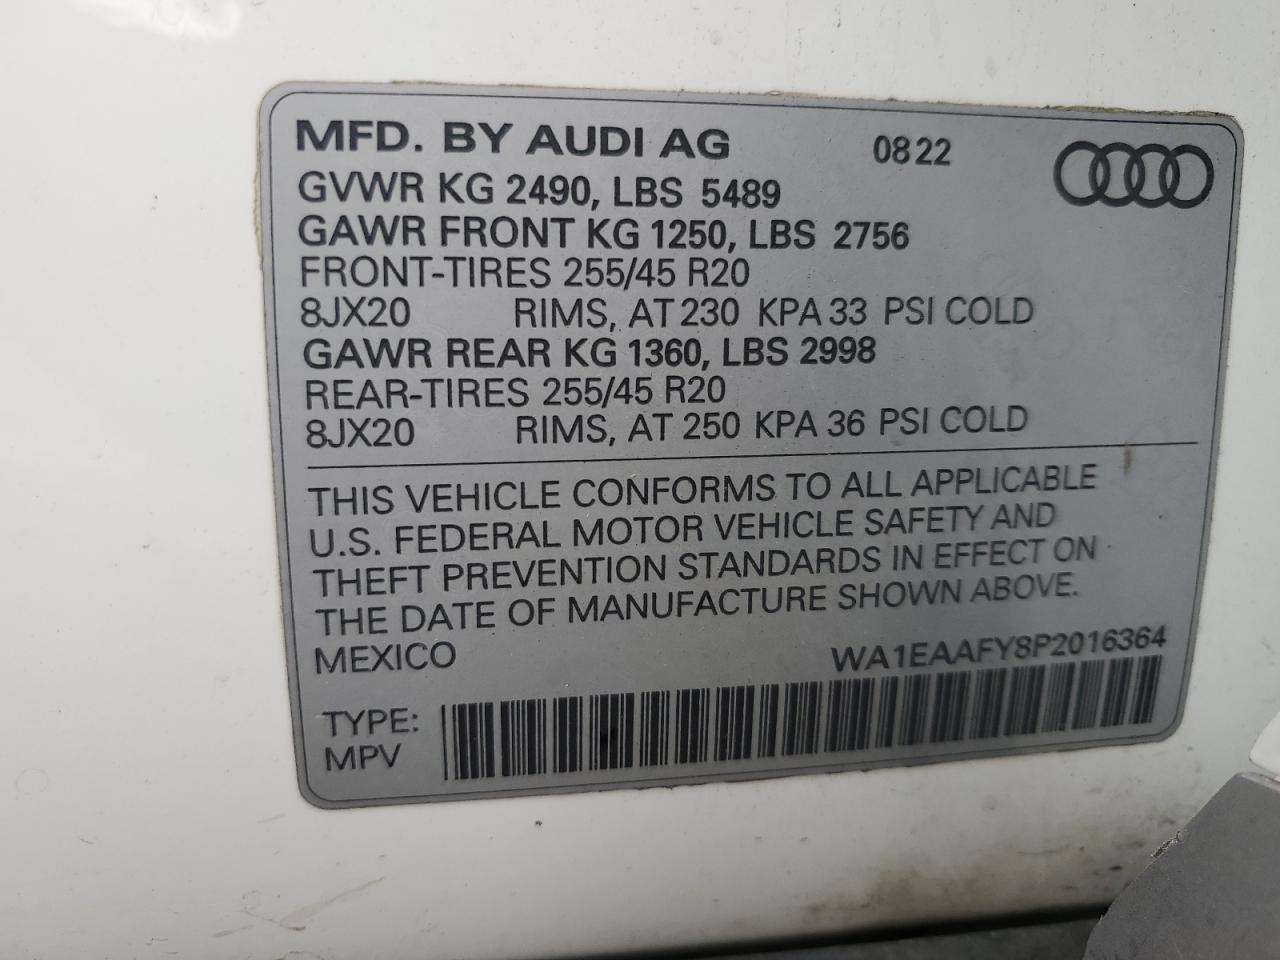 MFD. BY AUDI AG 0822
GVWR KG 2490, LBS 5489
GAWR FRONT KG 1250, LBS 2756
FRONT-TIRES 255/45 R20
8JX20 RIMS, AT 230 KPA 33 PSI COLD
GAWR REAR KG 1360, LBS 2998
REAR-TIRES 255/45 R20
8JX20 RIMS, AT 250 KPA 36 PSI COLD
THIS VEHICLE CONFORMS TO ALL APPLICABLE
U.S. FEDERAL MOTOR VEHICLE SAFETY AND
THEFT PREVENTION STANDARDS IN EFFECT ON
THE DATE OF MANUFACTURE SHOWN ABOVE.
MEXICO WA1EAAFY8P2016364
TYPE:
MPV